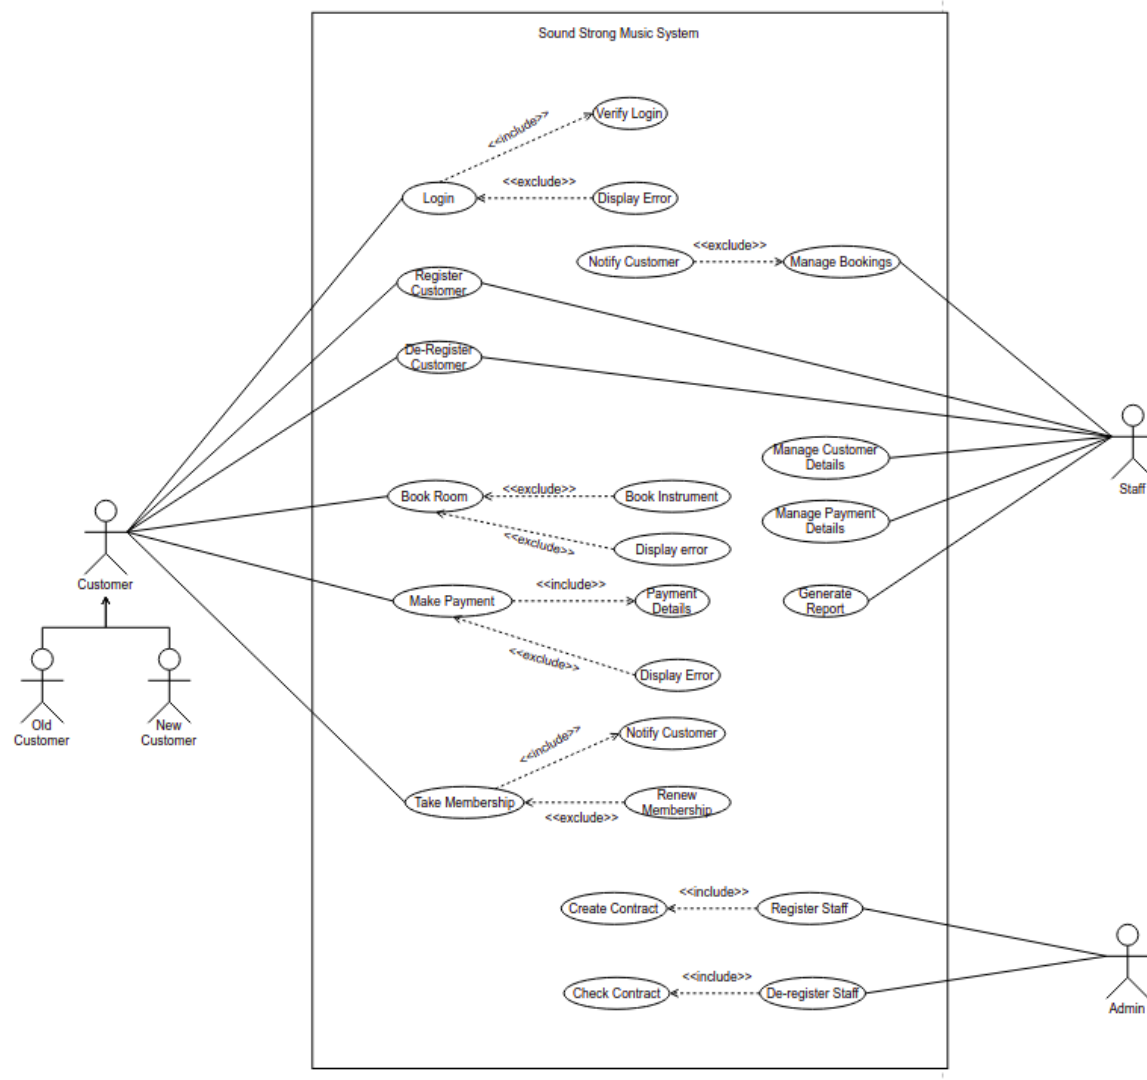 Sound Strong Music System
Verify Login
<<include>>
<<exclude>>
Login
Display Error
<<exclude>>
Notify Customer
Manage Bookings
Register
Customer
De-Register
Customer
Manage Customer
Details
Staff
<<exclude>>
Book Room
Book Instrument
Manage Payment
Details
<<exclude>>
Display error
Customer
<<include>>
Make Payment
Payment
Details
Generate
Report
<<exclude>>
Display Error
Old
Customer
New
Customer
<<include>>
Notify Customer
Take Membership
Renew
Membership
<<exclude>>
<<include>>
Create Contract
Register Staff
<<include>>
Check Contract
De-register Staff
Admin